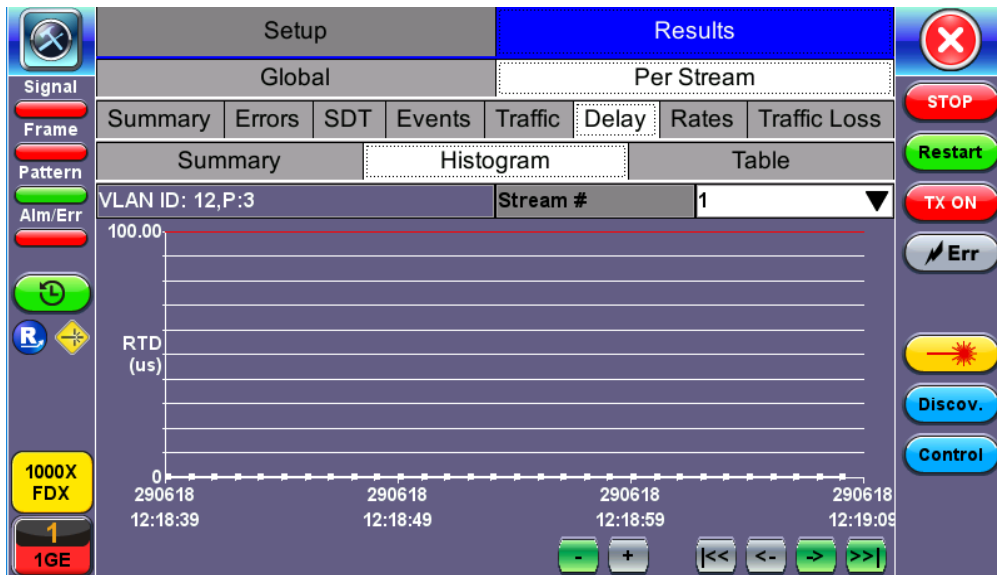 Setup Results
Global Per Stream
Summary Errors SDT Events Traffic Delay Rates Traffic Loss
Summary Histogram Table
VLAN ID: 12,P:3 Stream # 1
Signal
Frame
Pattern
Alm/Err
R
1000X
FDX
1
1GE
100.00
RTD
(us)
0
290618 290618 290618 290618
12:18:39 12:18:49 12:18:59 12:19:09
- + |<< <- -> >>|
STOP
Restart
TX ON
Err
Discov.
Control